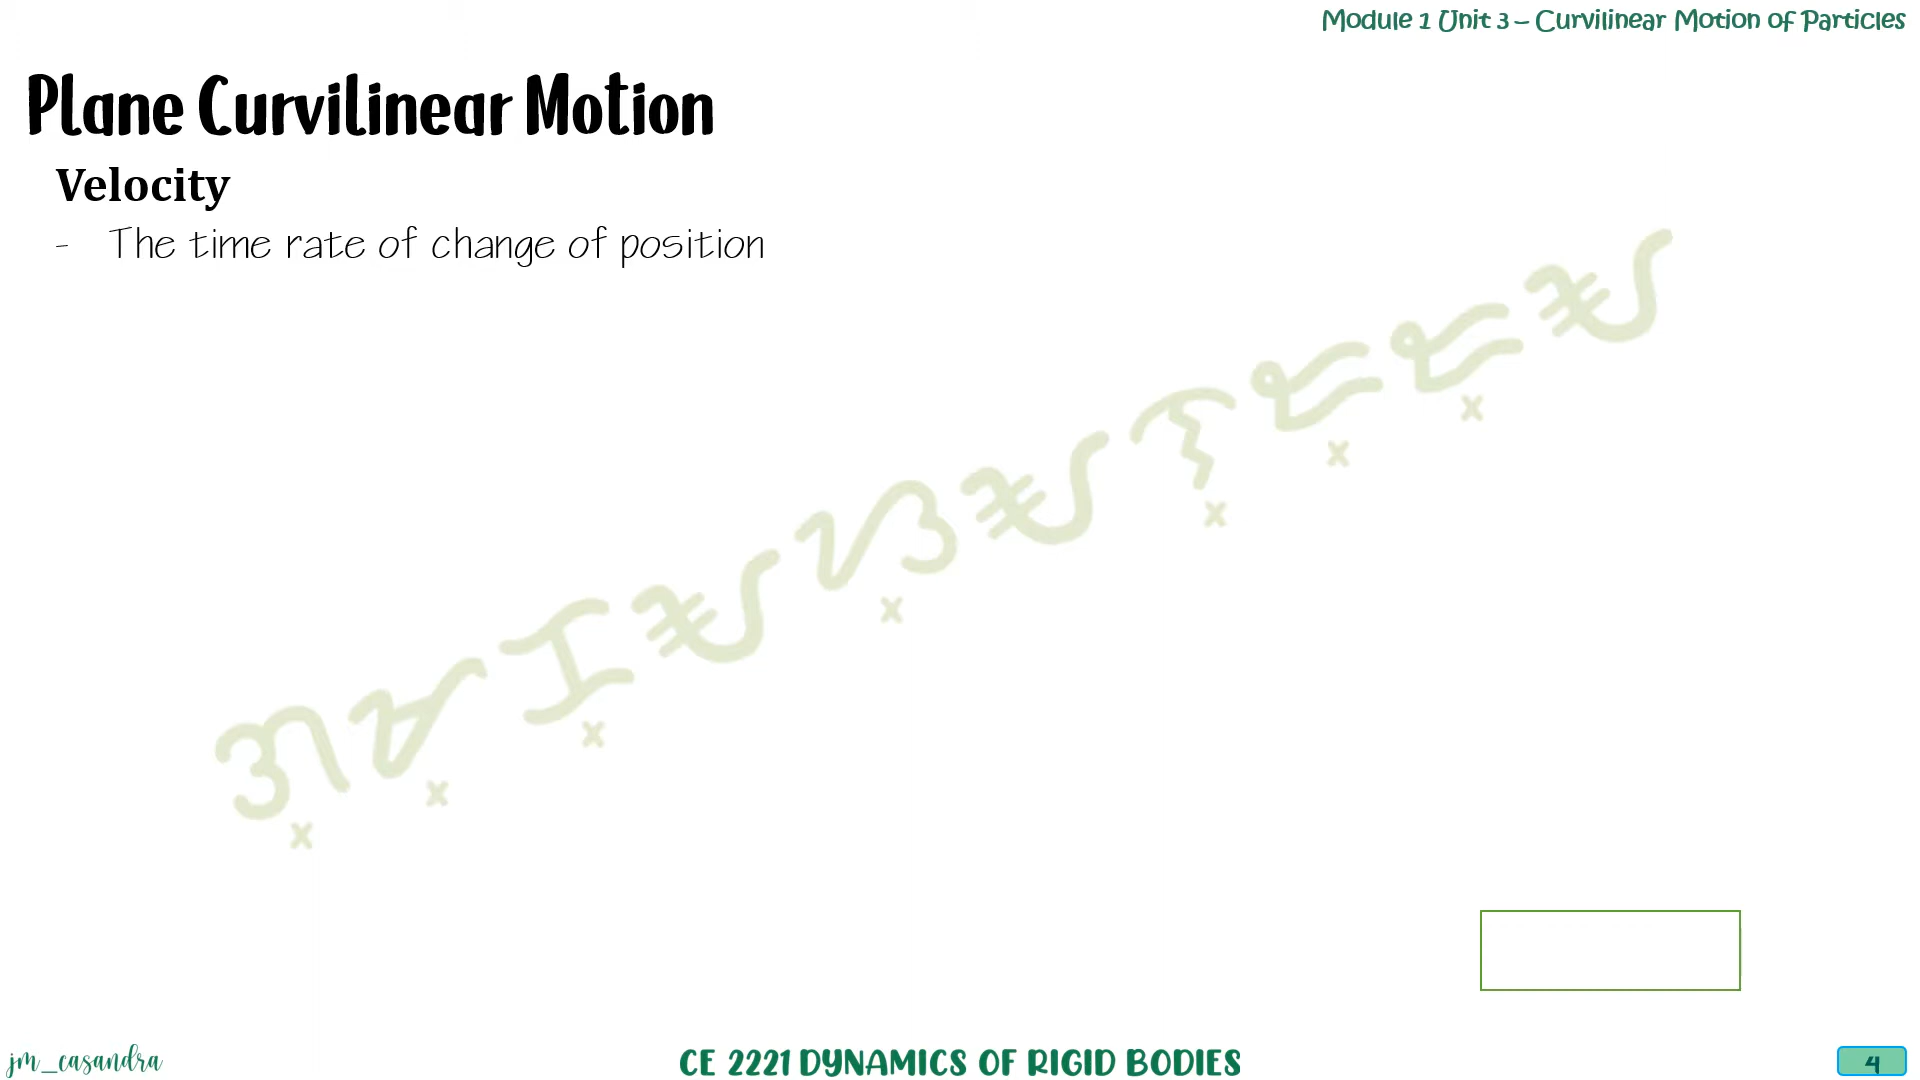 Module 1 Unit 3 – Curvilinear Motion of Particles
Plane Curvilinear Motion
Velocity
- The time rate of change of position
jm_casandra
CE 2221 DYNAMICS OF RIGID BODIES
4